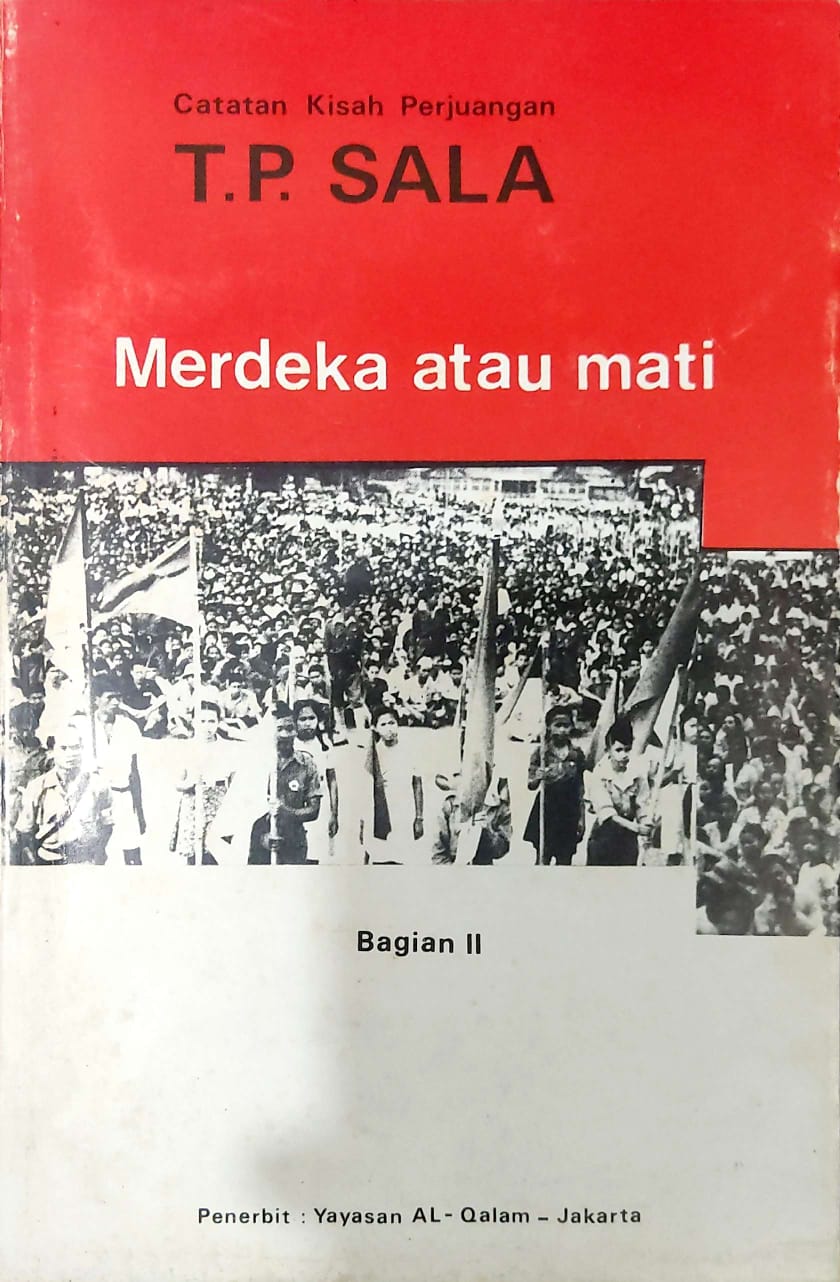 Catatan Kisah Perjuangan
T.P. SALA
Merdeka atau mati
Bagian II
Penerbit : Yayasan AL-Qalam – Jakarta